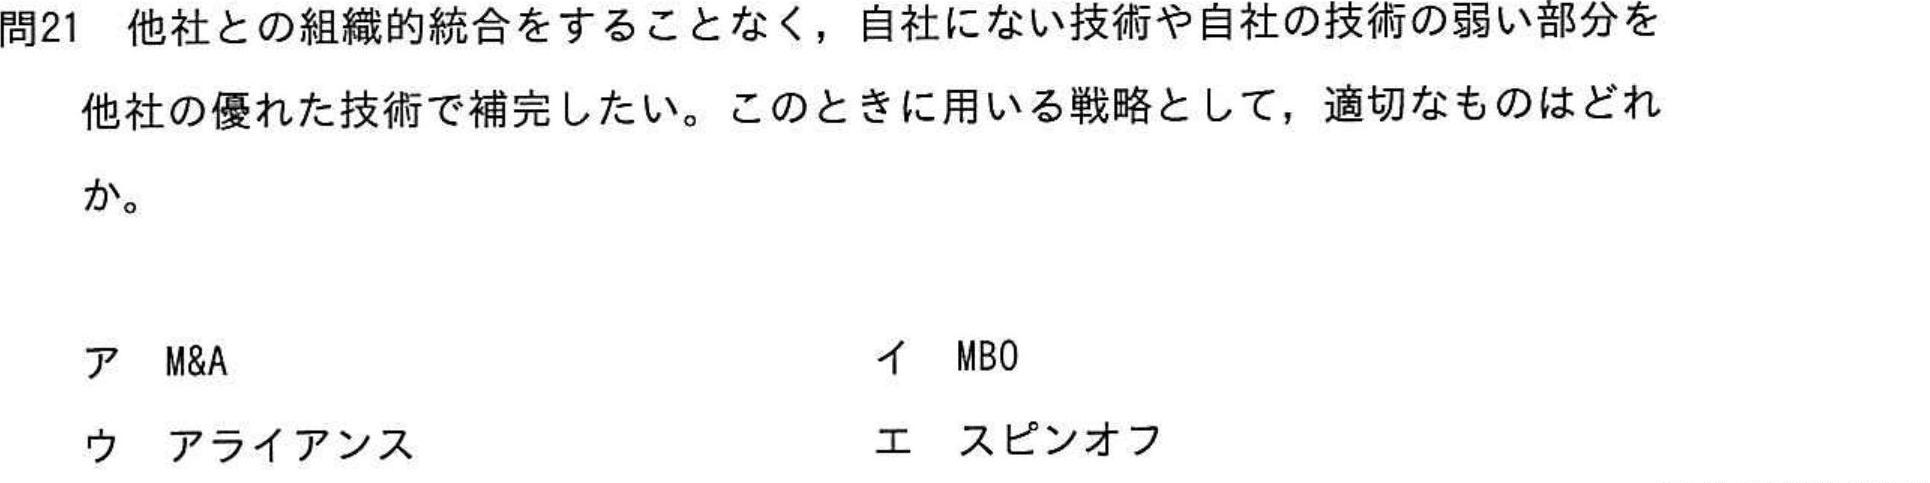 問21　他社との組織的統合をすることなく，自社にない技術や自社の技術の弱い部分を
他社の優れた技術で補完したい。このときに用いる戦略として，適切なものはどれ
か。
ア　M&A　イ　MBO
ウ　アライアンス　エ　スピンオフ